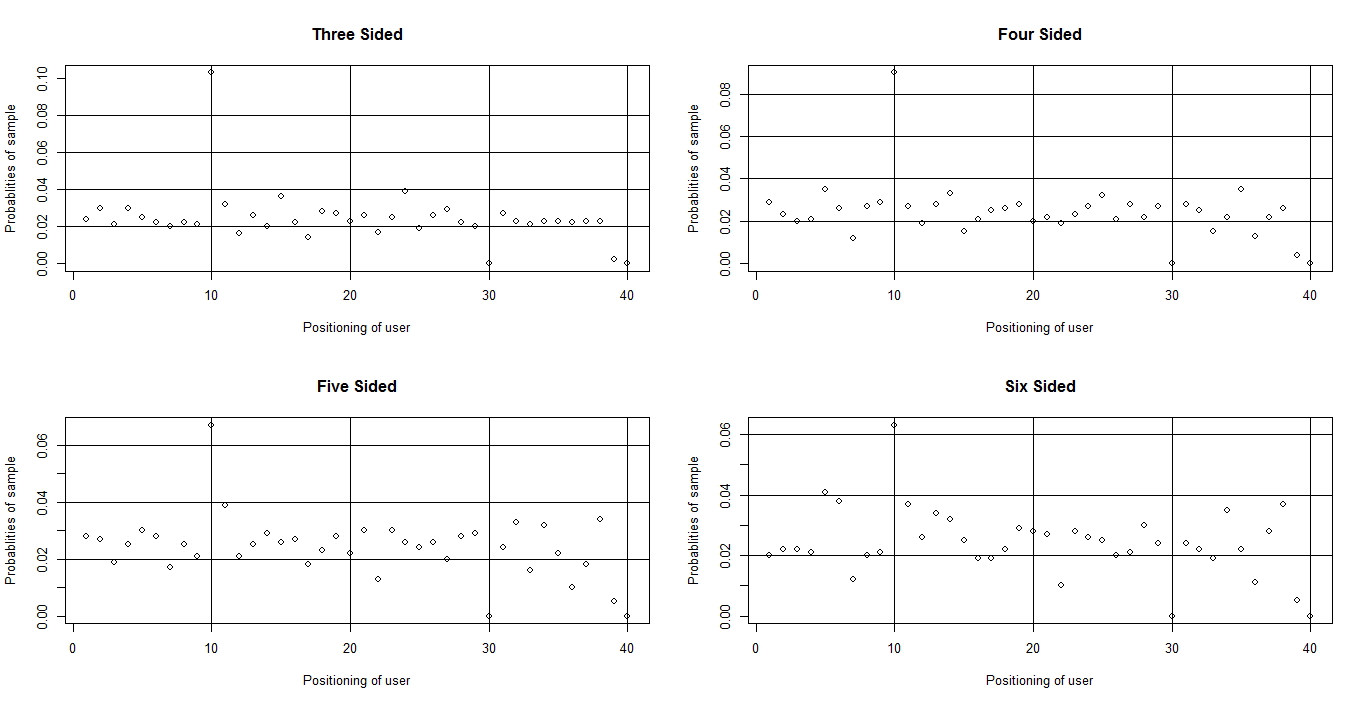 Three Sided
Probablities of sample
0.10
0.08
0.06
0.04
0.02
0.00
0 10 20 30 40
Positioning of user
Four Sided
Probablities of sample
0.08
0.06
0.04
0.02
0.00
0 10 20 30 40
Positioning of user
Five Sided
Probablities of sample
0.06
0.04
0.02
0.00
0 10 20 30 40
Positioning of user
Six Sided
Probablities of sample
0.06
0.04
0.02
0.00
0 10 20 30 40
Positioning of user